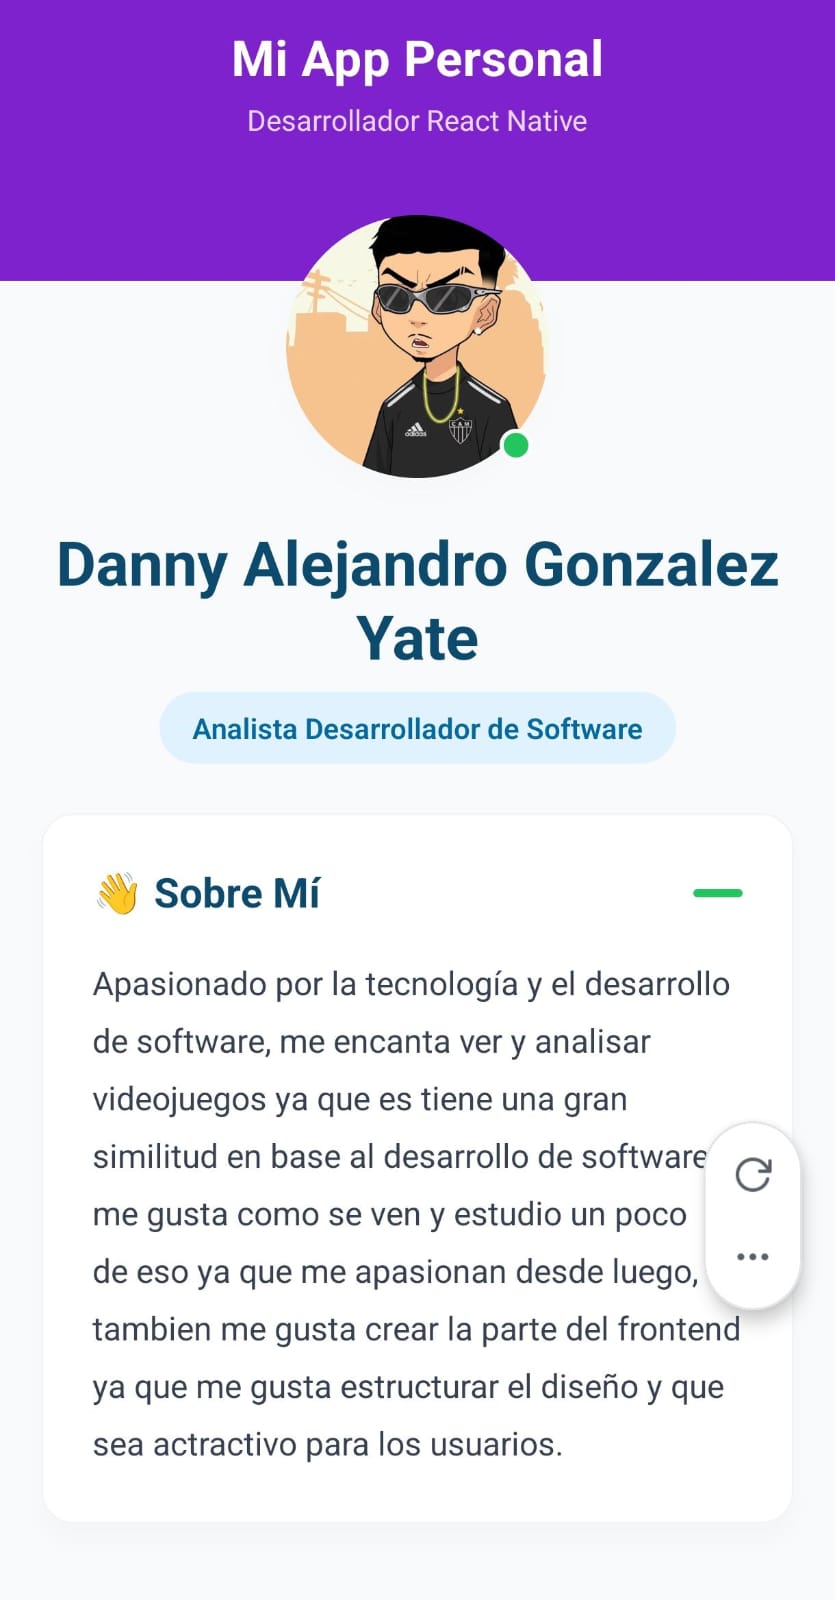 Mi App Personal
Desarrollador React Native
adidas
CAM
Danny Alejandro Gonzalez
Yate
Analista Desarrollador de Software
👋 Sobre Mí
Apasionado por la tecnología y el desarrollo
de software, me encanta ver y analisar
videojuegos ya que es tiene una gran
similitud en base al desarrollo de software
me gusta como se ven y estudio un poco
de eso ya que me apasionan desde luego,
tambien me gusta crear la parte del frontend
ya que me gusta estructurar el diseño y que
sea actractivo para los usuarios.